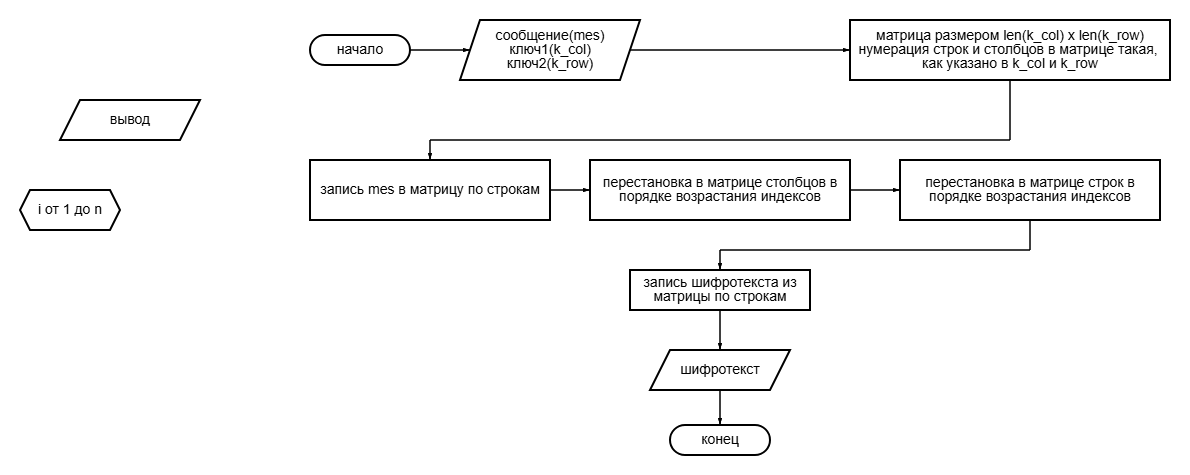 начало
сообщение(mes)
ключ1(k_col)
ключ2(k_row)
матрица размером len(k_col) x len(k_row)
нумерация строк и столбцов в матрице такая,
как указано в k_col и k_row
вывод
запись mes в матрицу по строкам
перестановка в матрице столбцов в
порядке возрастания индексов
перестановка в матрице строк в
порядке возрастания индексов
i от 1 до n
запись шифротекста из
матрицы по строкам
шифротекст
конец